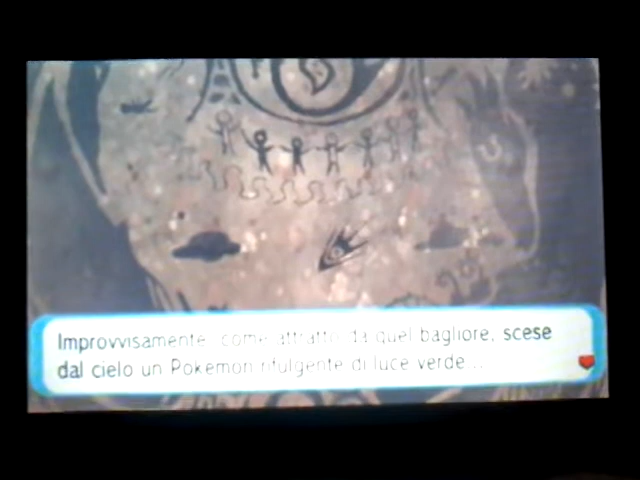 Improvvisamente, come attratto da quel bagliore, scese
dal cielo un Pokémon rifulgente di luce verde...